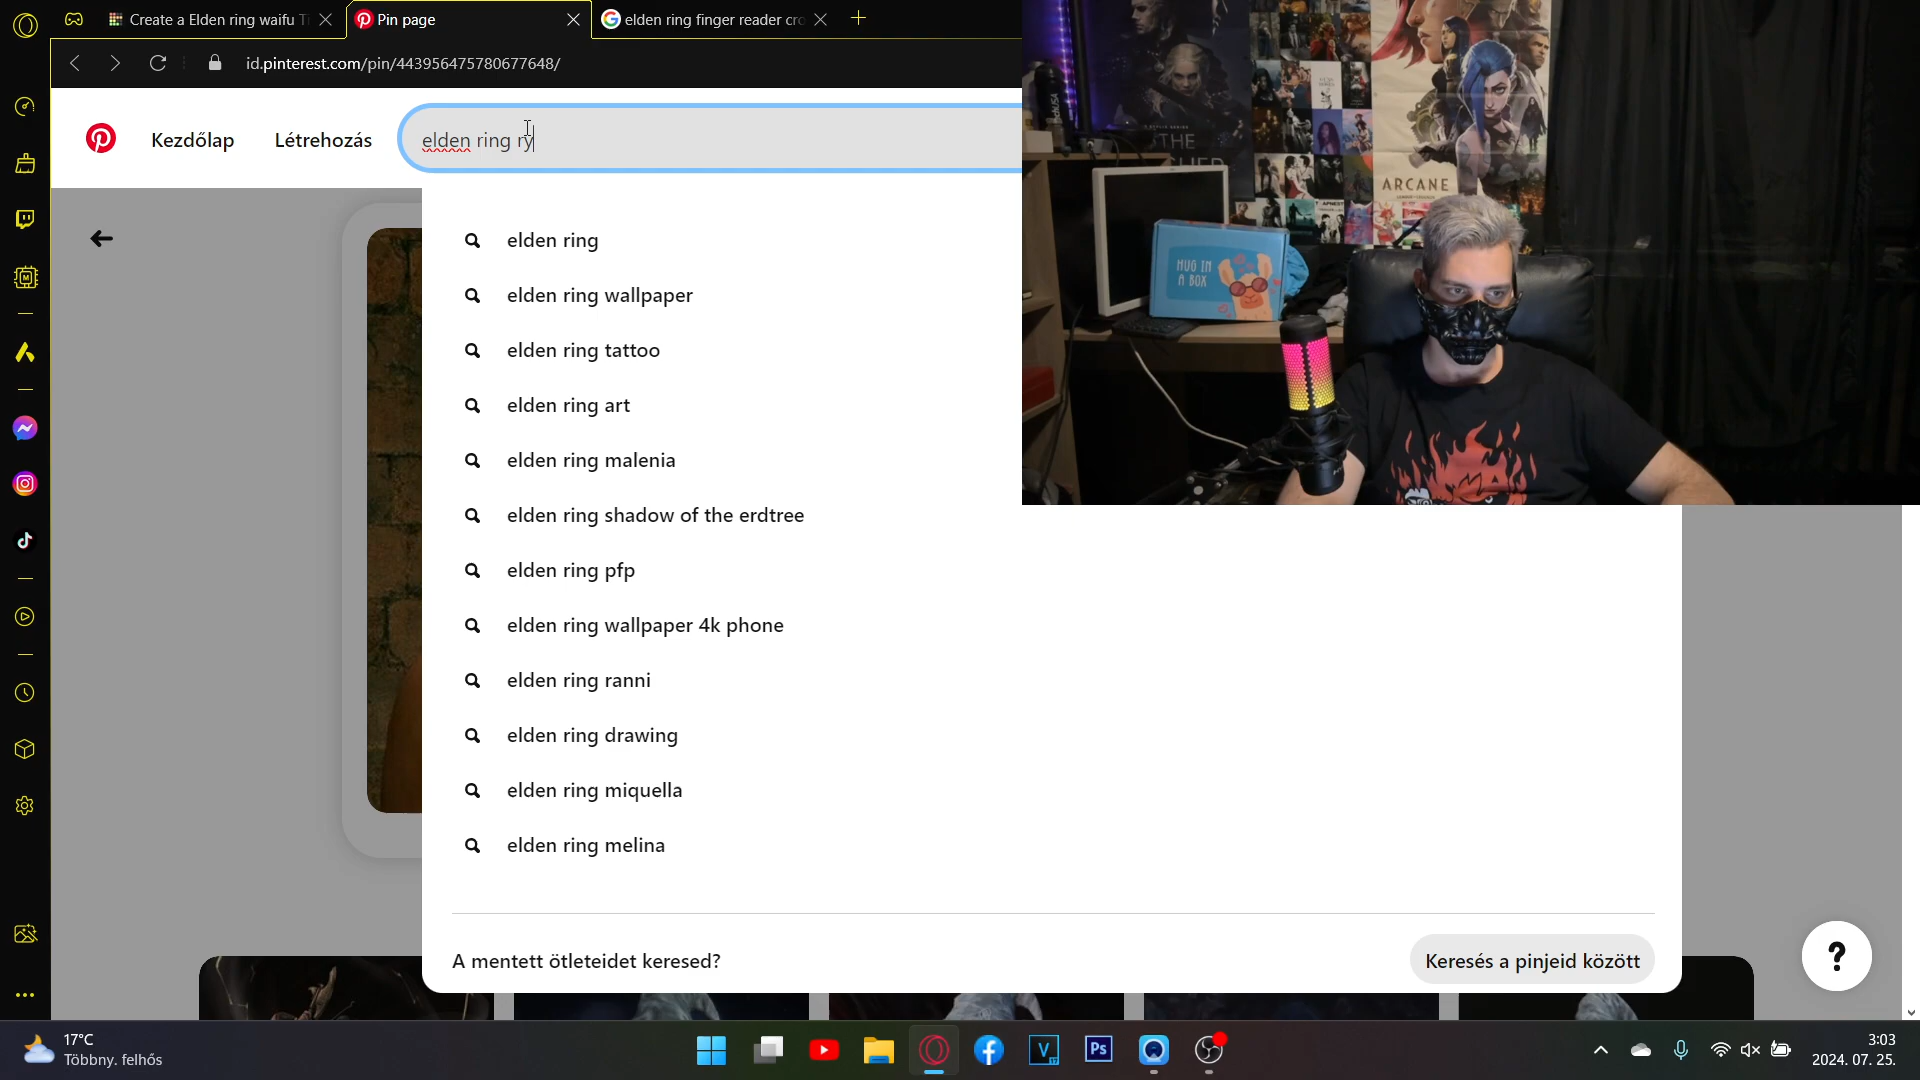 Create a Elden ring waifu Ti
Pin page
elden ring finger reader cro
id.pinterest.com/pin/443956475780677648/
Kezdőlap
Létrehozás
elden ring ry
elden ring
elden ring wallpaper
elden ring tattoo
elden ring art
elden ring malenia
elden ring shadow of the erdtree
elden ring pfp
elden ring wallpaper 4k phone
elden ring ranni
elden ring drawing
elden ring miquella
elden ring melina
A mentett ötleteidet keresed?
Keresés a pinjeid között
?
THE
ARCANE
HUG IN
A BOX
17°C
Többny. felhős
V
Ps
3:03
2024. 07. 25.